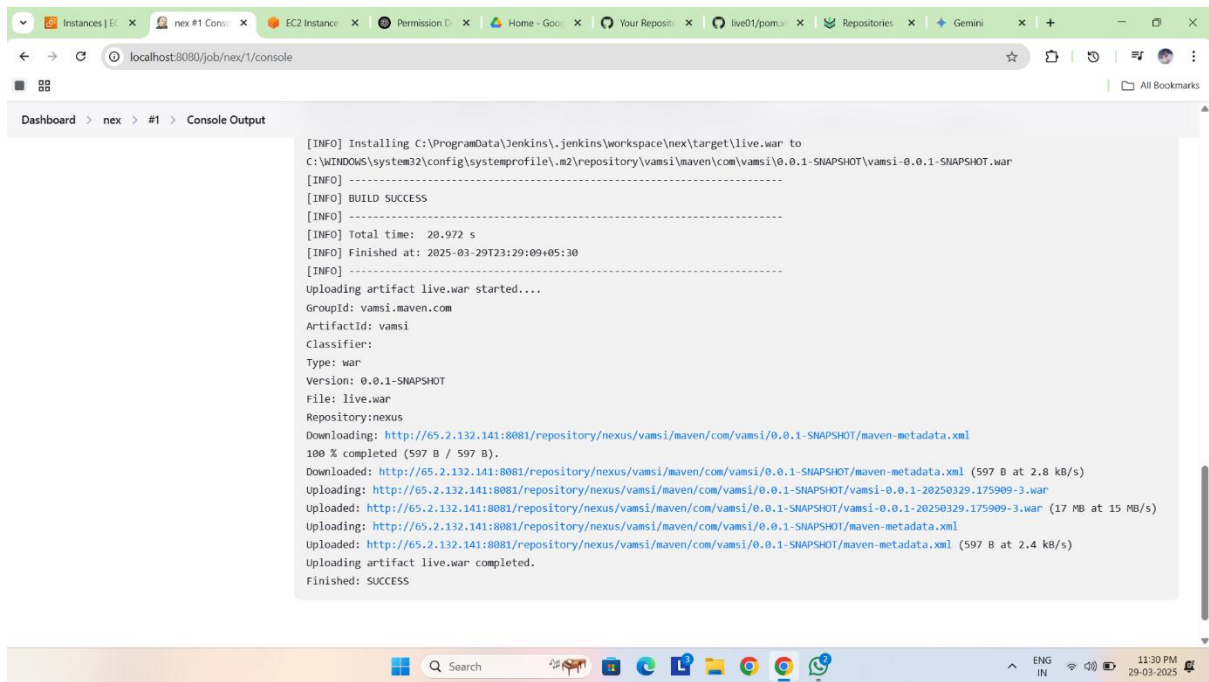 Instances | EC
nex #1 Conso
EC2 Instance
Permission D
Home - Goog
Your Reposito
live01/pom.x
Repositories
Gemini
localhost:8080/job/nex/1/console
All Bookmarks
Dashboard > nex > #1 > Console Output
[INFO] Installing C:\ProgramData\Jenkins\.jenkins\workspace\nex\target\live.war to
C:\WINDOWS\system32\config\systemprofile\.m2\repository\vamsi\maven\com\vamsi\0.0.1-SNAPSHOT\vamsi-0.0.1-SNAPSHOT.war
[INFO] ------------------------------------------------------------------------
[INFO] BUILD SUCCESS
[INFO] ------------------------------------------------------------------------
[INFO] Total time:  20.972 s
[INFO] Finished at: 2025-03-29T23:29:09+05:30
[INFO] ------------------------------------------------------------------------
Uploading artifact live.war started....
GroupId: vamsi.maven.com
ArtifactId: vamsi
Classifier:
Type: war
Version: 0.0.1-SNAPSHOT
File: live.war
Repository:nexus
Downloading: http://65.2.132.141:8081/repository/nexus/vamsi/maven/com/vamsi/0.0.1-SNAPSHOT/maven-metadata.xml
100 % completed (597 B / 597 B).
Downloaded: http://65.2.132.141:8081/repository/nexus/vamsi/maven/com/vamsi/0.0.1-SNAPSHOT/maven-metadata.xml (597 B at 2.8 kB/s)
Uploading: http://65.2.132.141:8081/repository/nexus/vamsi/maven/com/vamsi/0.0.1-SNAPSHOT/vamsi-0.0.1-20250329.175909-3.war
Uploaded: http://65.2.132.141:8081/repository/nexus/vamsi/maven/com/vamsi/0.0.1-SNAPSHOT/vamsi-0.0.1-20250329.175909-3.war (17 MB at 15 MB/s)
Uploading: http://65.2.132.141:8081/repository/nexus/vamsi/maven/com/vamsi/0.0.1-SNAPSHOT/maven-metadata.xml
Uploaded: http://65.2.132.141:8081/repository/nexus/vamsi/maven/com/vamsi/0.0.1-SNAPSHOT/maven-metadata.xml (597 B at 2.4 kB/s)
Uploading artifact live.war completed.
Finished: SUCCESS
Search
ENG
IN
11:30 PM
29-03-2025